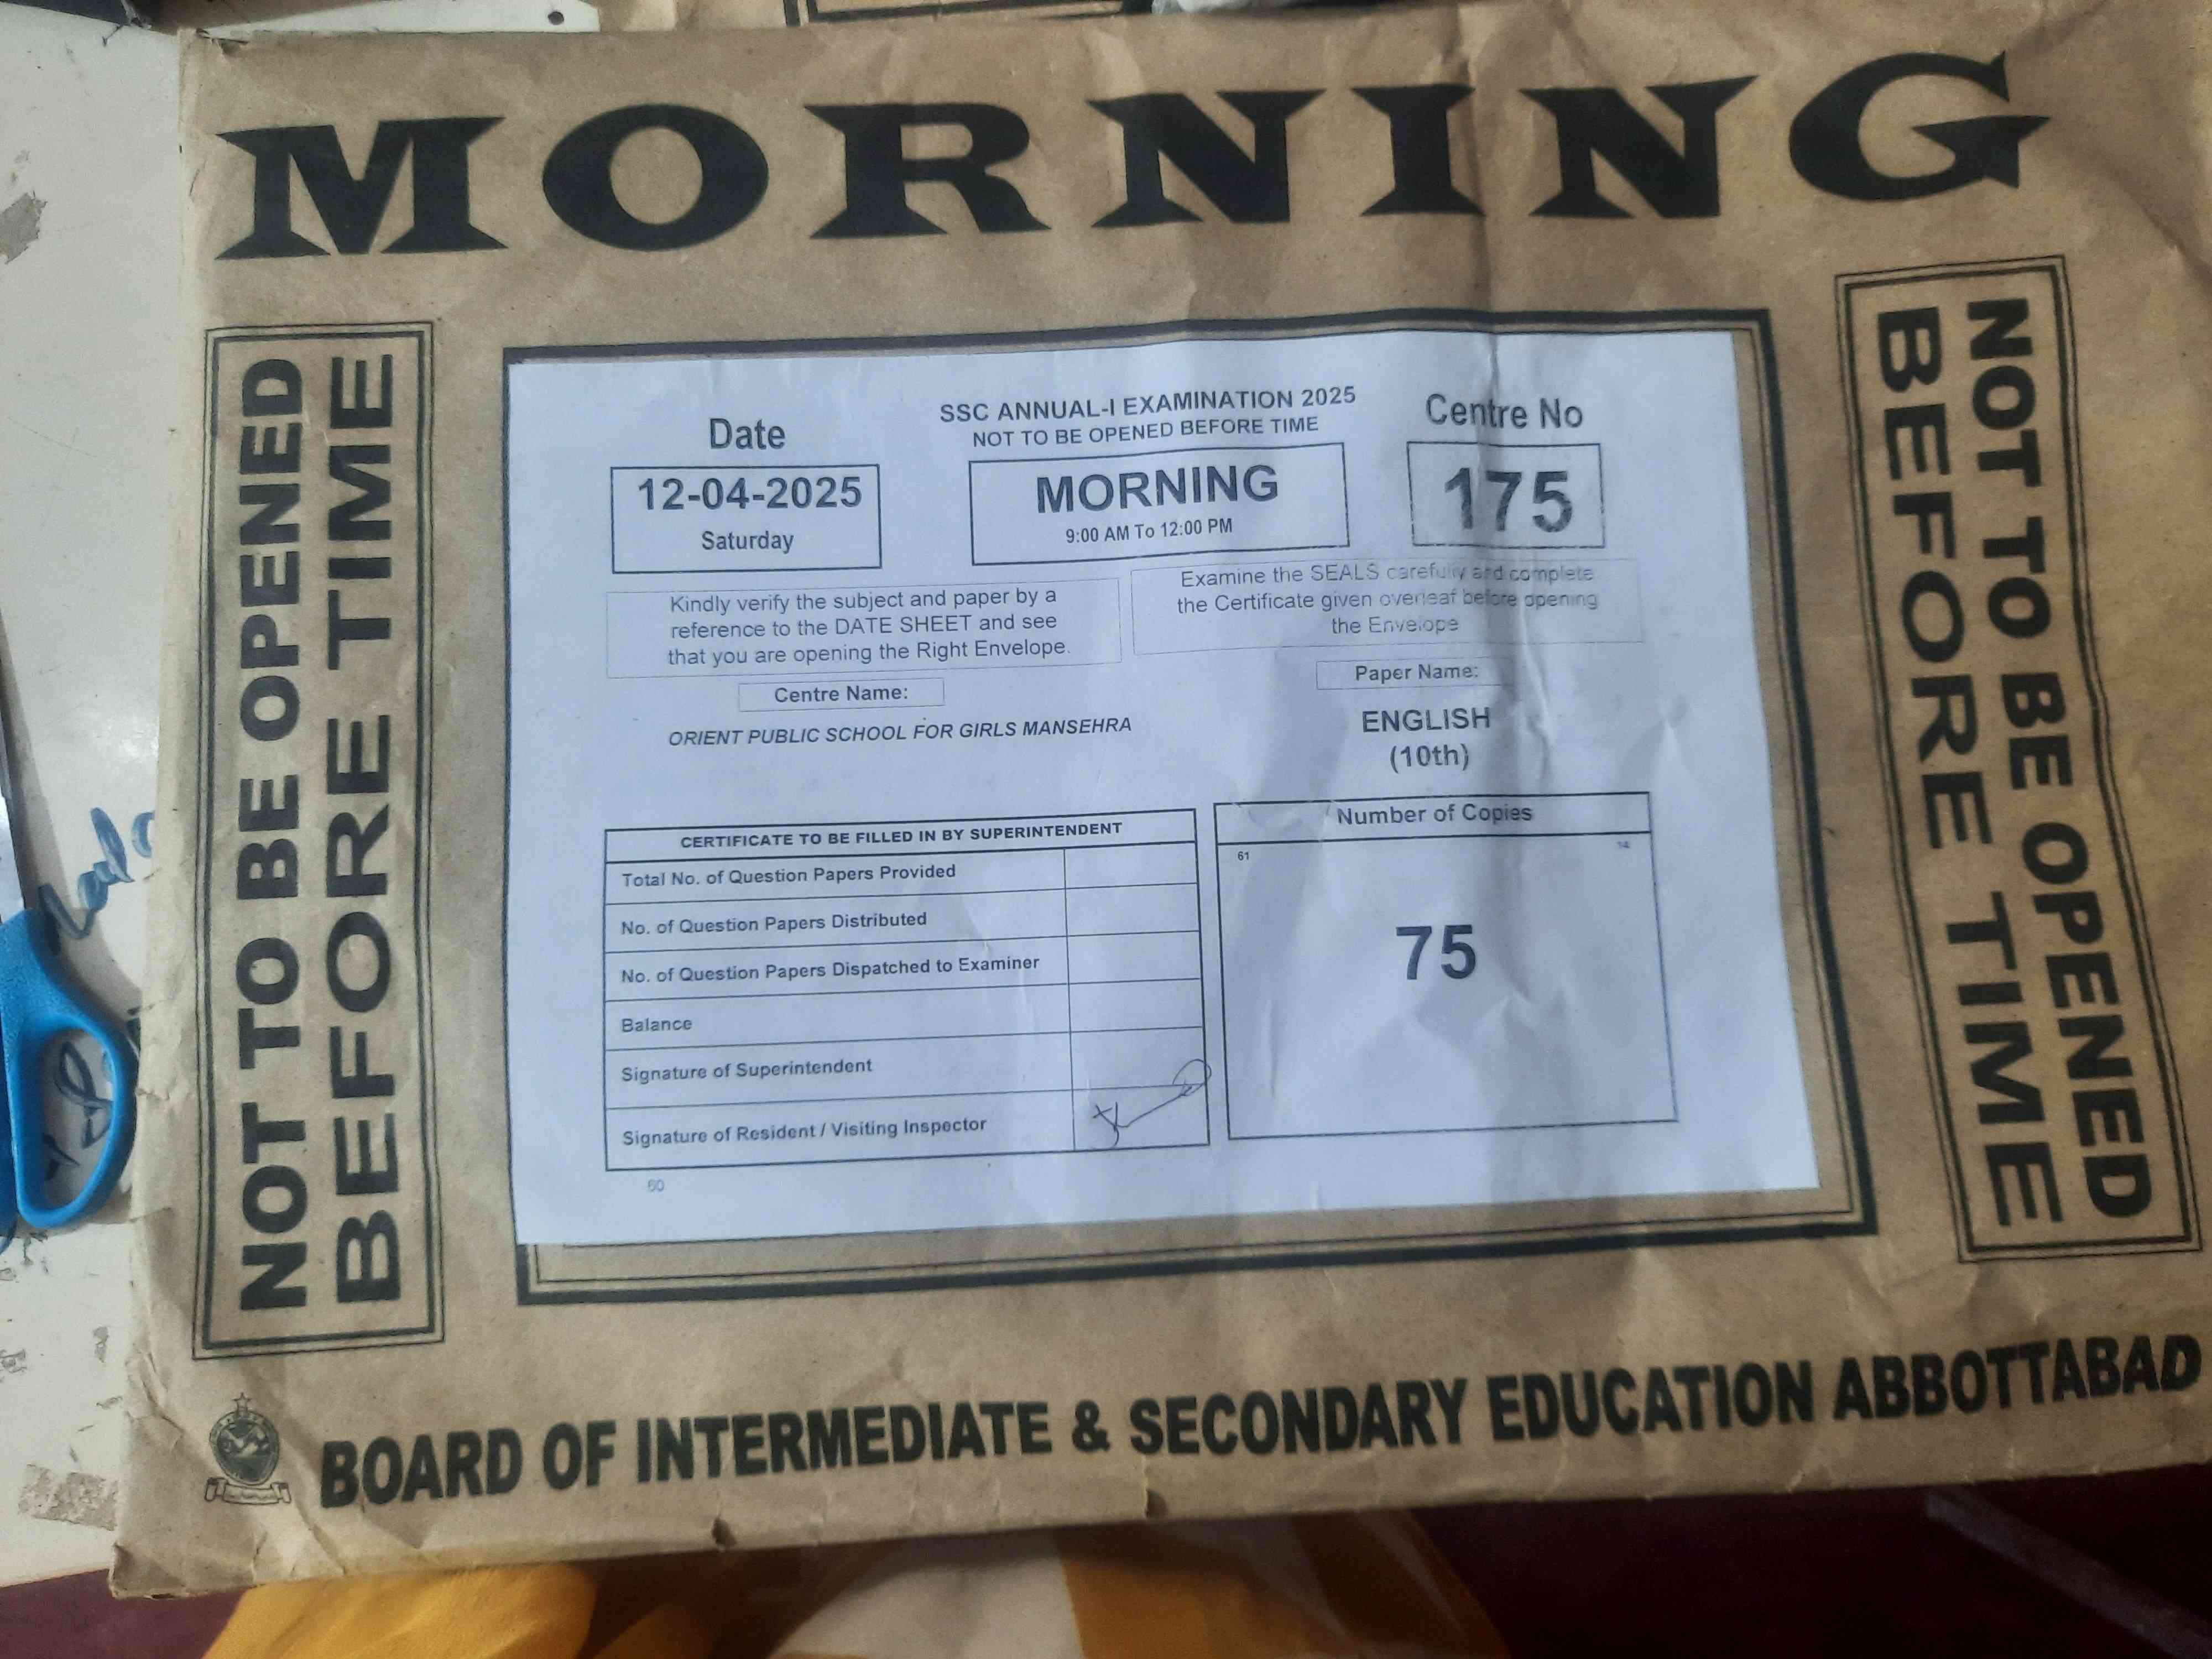 MORNING
NOT TO BE OPENED
BEFORE TIME
SSC ANNUAL-I EXAMINATION 2025
NOT TO BE OPENED BEFORE TIME
Date
12-04-2025
Saturday
MORNING
9:00 AM To 12:00 PM
Centre No
175
Kindly verify the subject and paper by a
reference to the DATE SHEET and see
that you are opening the Right Envelope.
Examine the SEALS carefully and complete
the Certificate given overleaf before opening
the Envelope
Centre Name:
ORIENT PUBLIC SCHOOL FOR GIRLS MANSEHRA
Paper Name:
ENGLISH
(10th)
CERTIFICATE TO BE FILLED IN BY SUPERINTENDENT
Total No. of Question Papers Provided
No. of Question Papers Distributed
No. of Question Papers Dispatched to Examiner
Balance
Signature of Superintendent
Signature of Resident / Visiting Inspector
60
Number of Copies
61
75
NOT TO BE OPENED
BEFORE TIME
BOARD OF INTERMEDIATE & SECONDARY EDUCATION ABBOTTABAD